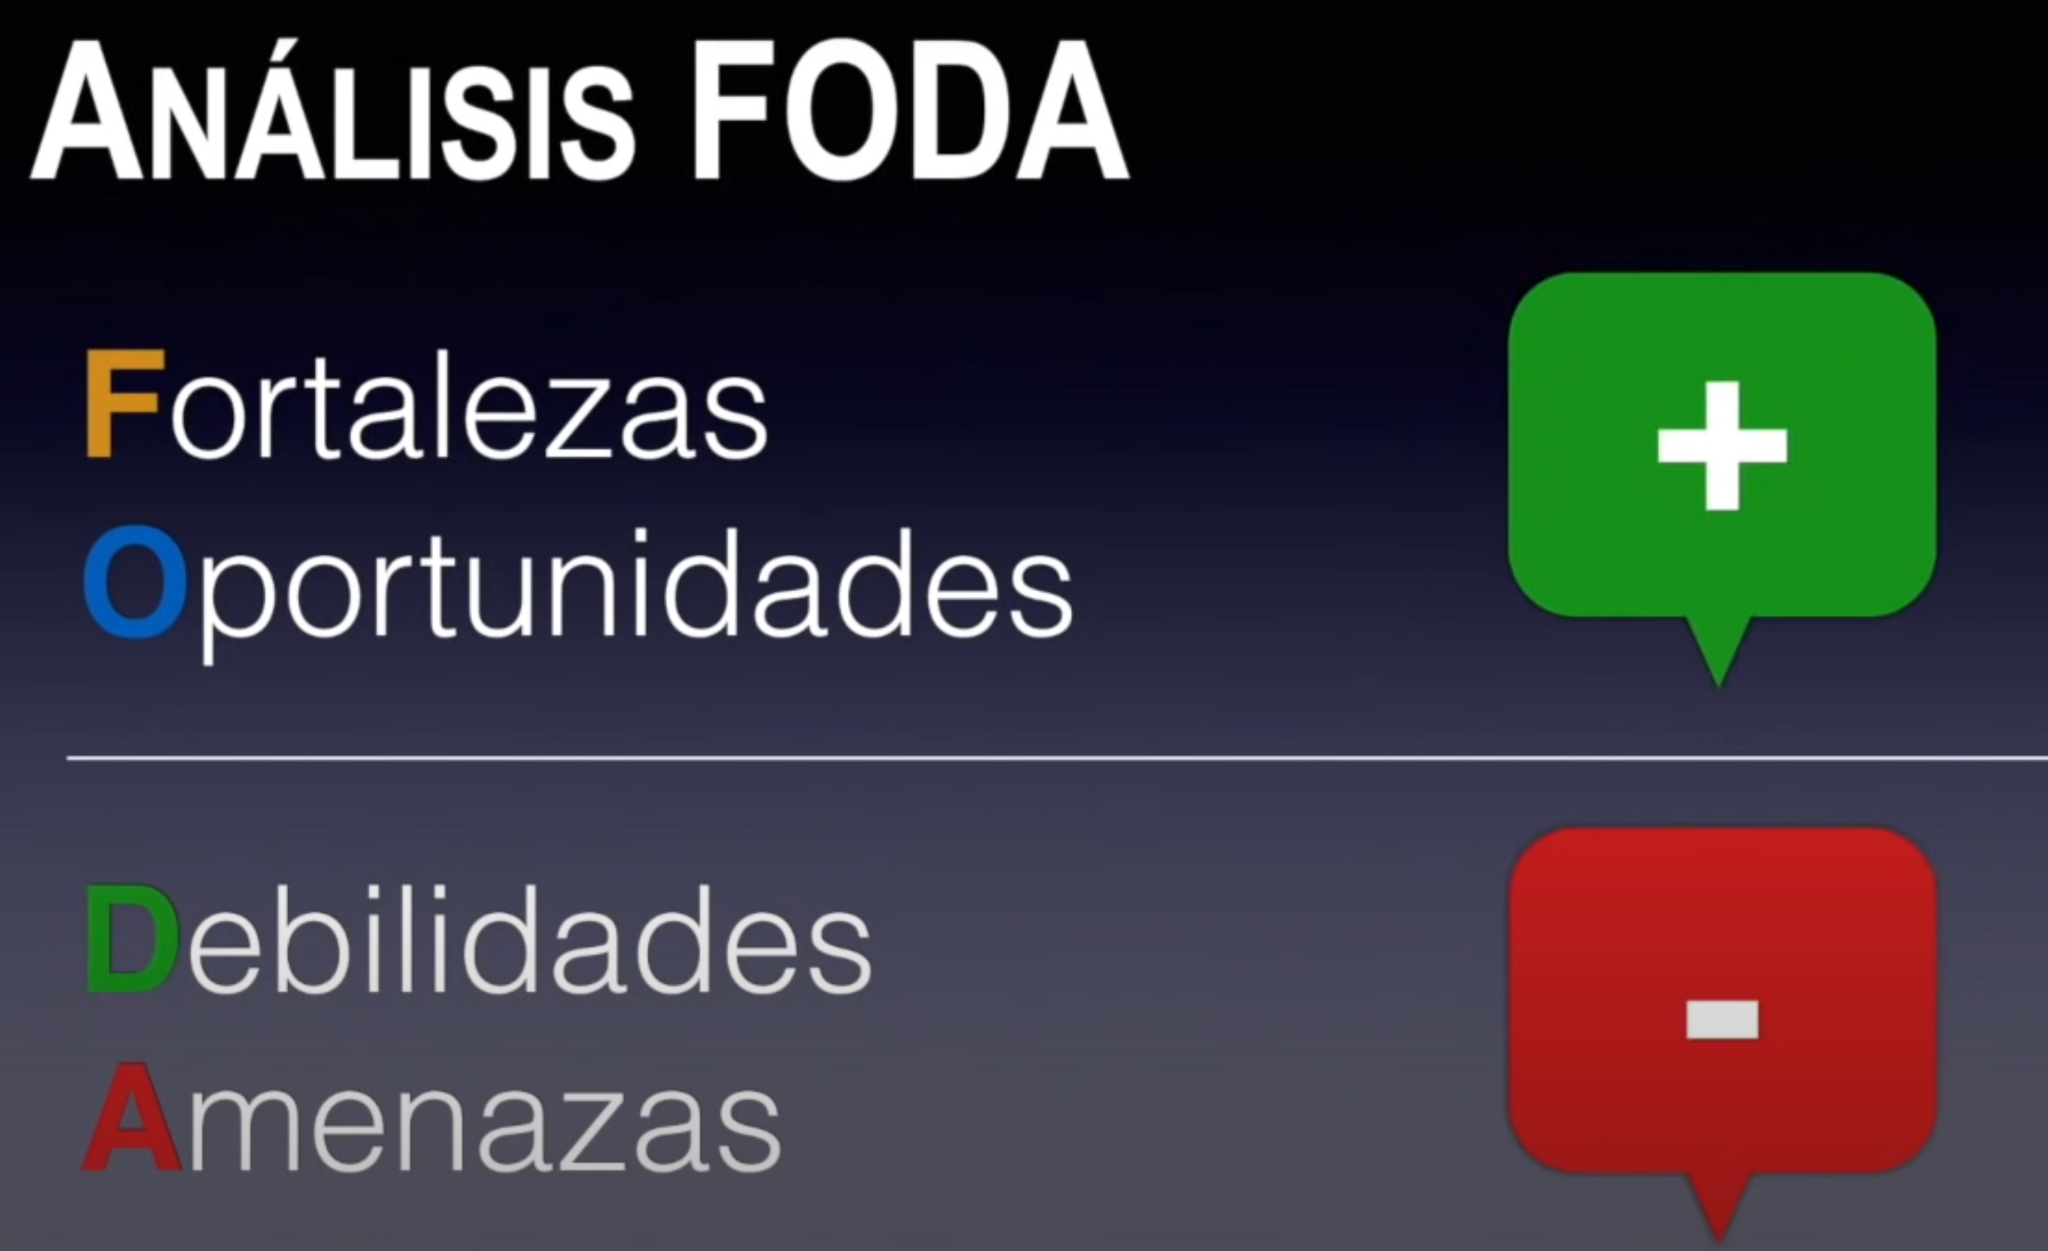 ANÁLISIS FODA
Fortalezas
+
Oportunidades
Debilidades
-
Amenazas